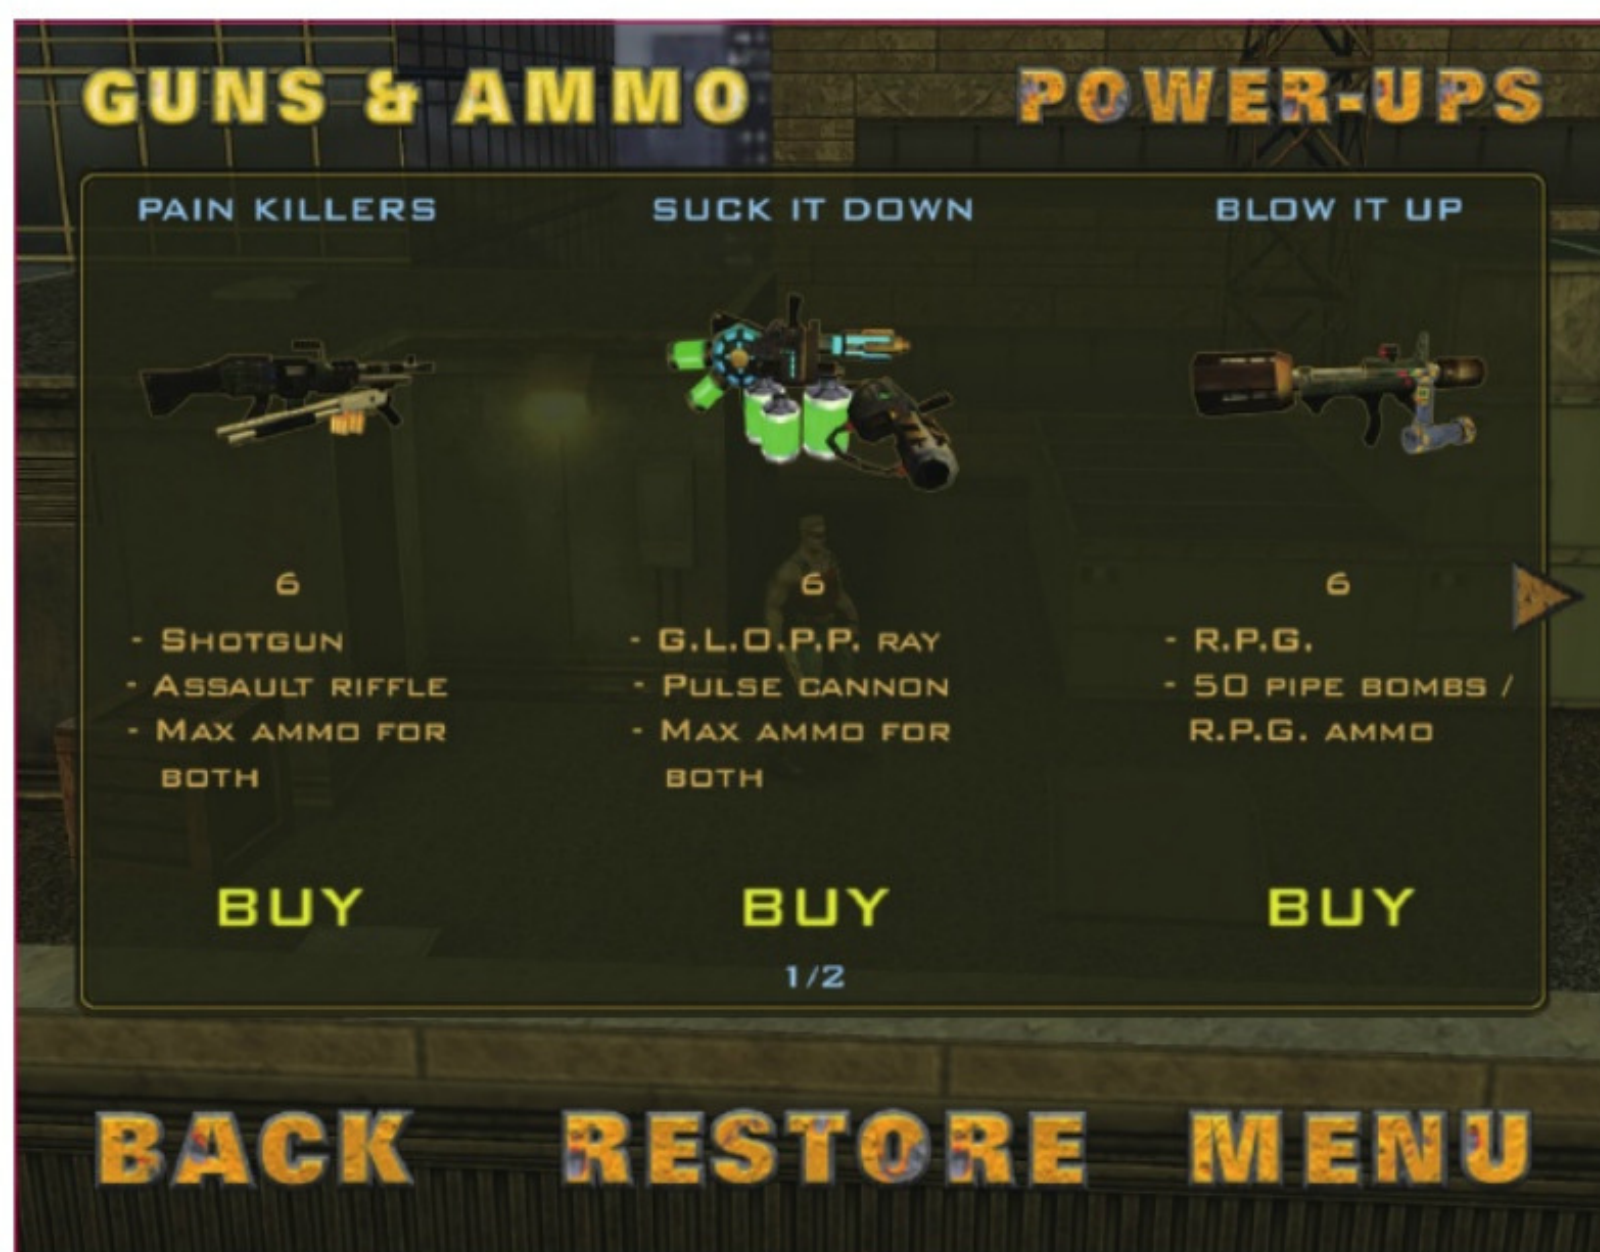 GUNS & AMMO
POWER-UPS
PAIN KILLERS
SUCK IT DOWN
BLOW IT UP
6
- SHOTGUN
- ASSAULT RIFFLE
- MAX AMMO FOR
BOTH
6
- G.L.O.P.P. RAY
- PULSE CANNON
- MAX AMMO FOR
BOTH
6
- R.P.G.
- 50 PIPE BOMBS /
R.P.G. AMMO
BUY
BUY
BUY
1/2
BACK
RESTORE
MENU